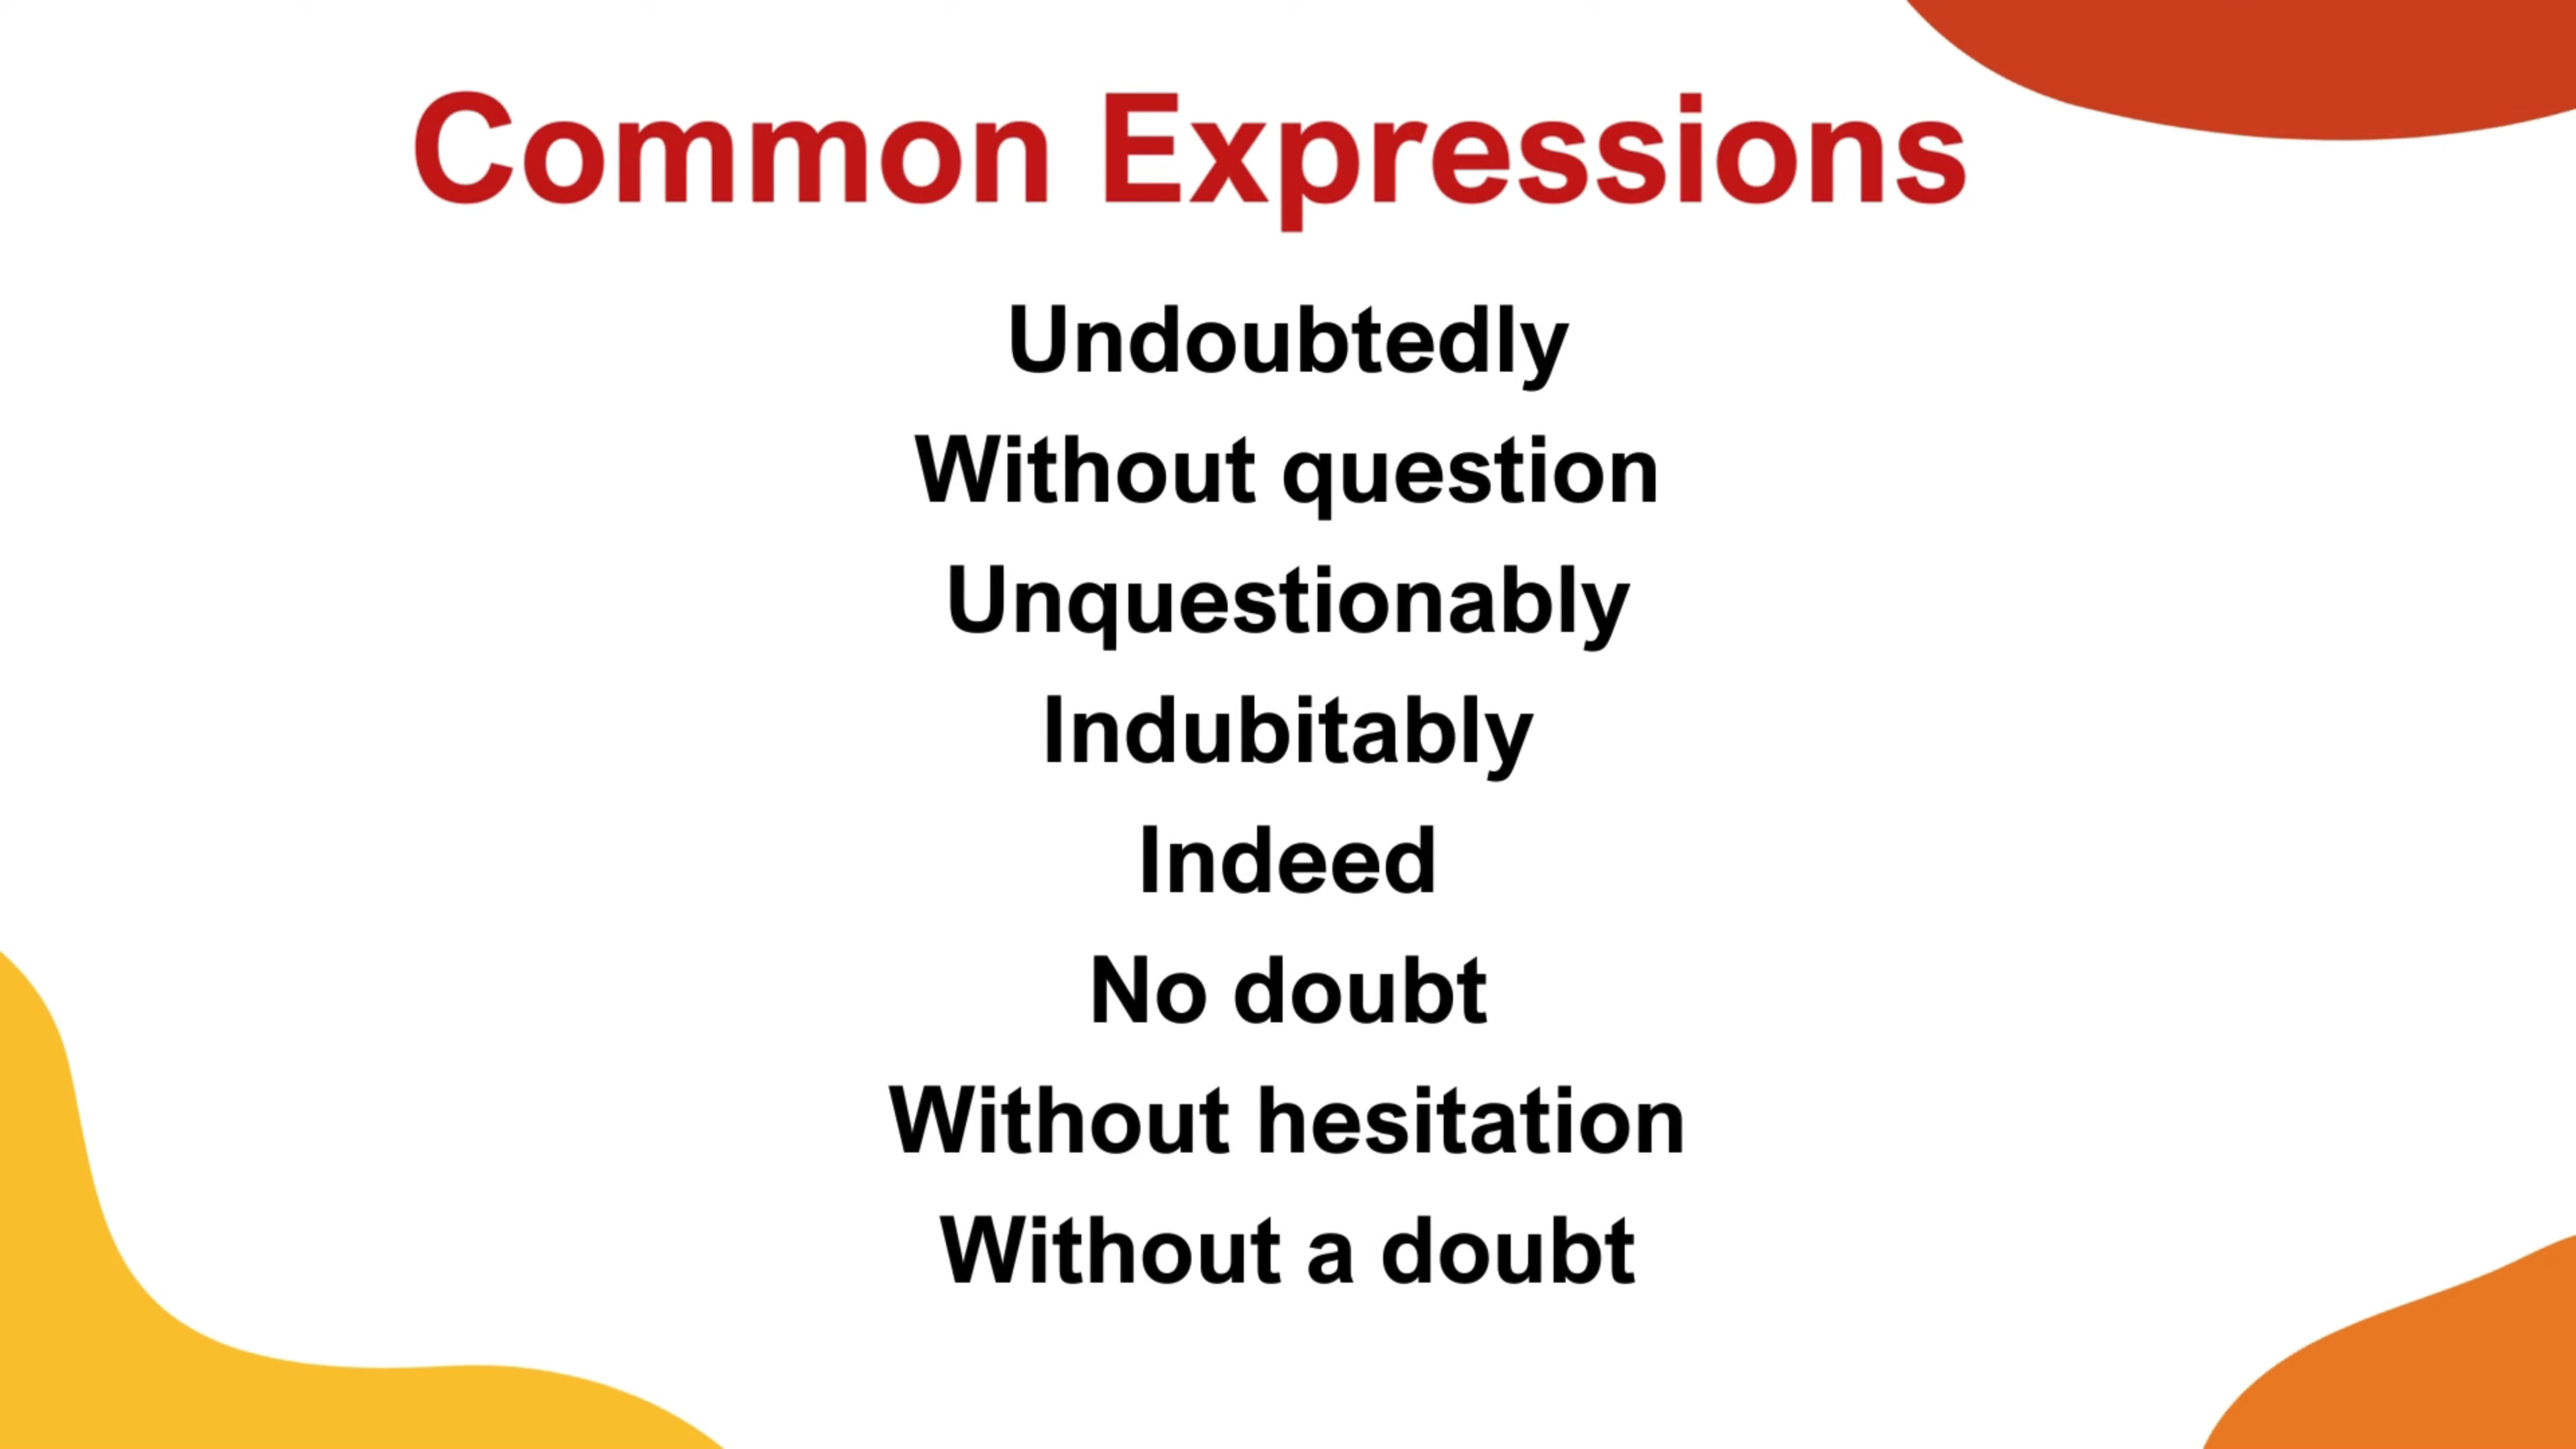 Common Expressions
Undoubtedly
Without question
Unquestionably
Indubitably
Indeed
No doubt
Without hesitation
Without a doubt